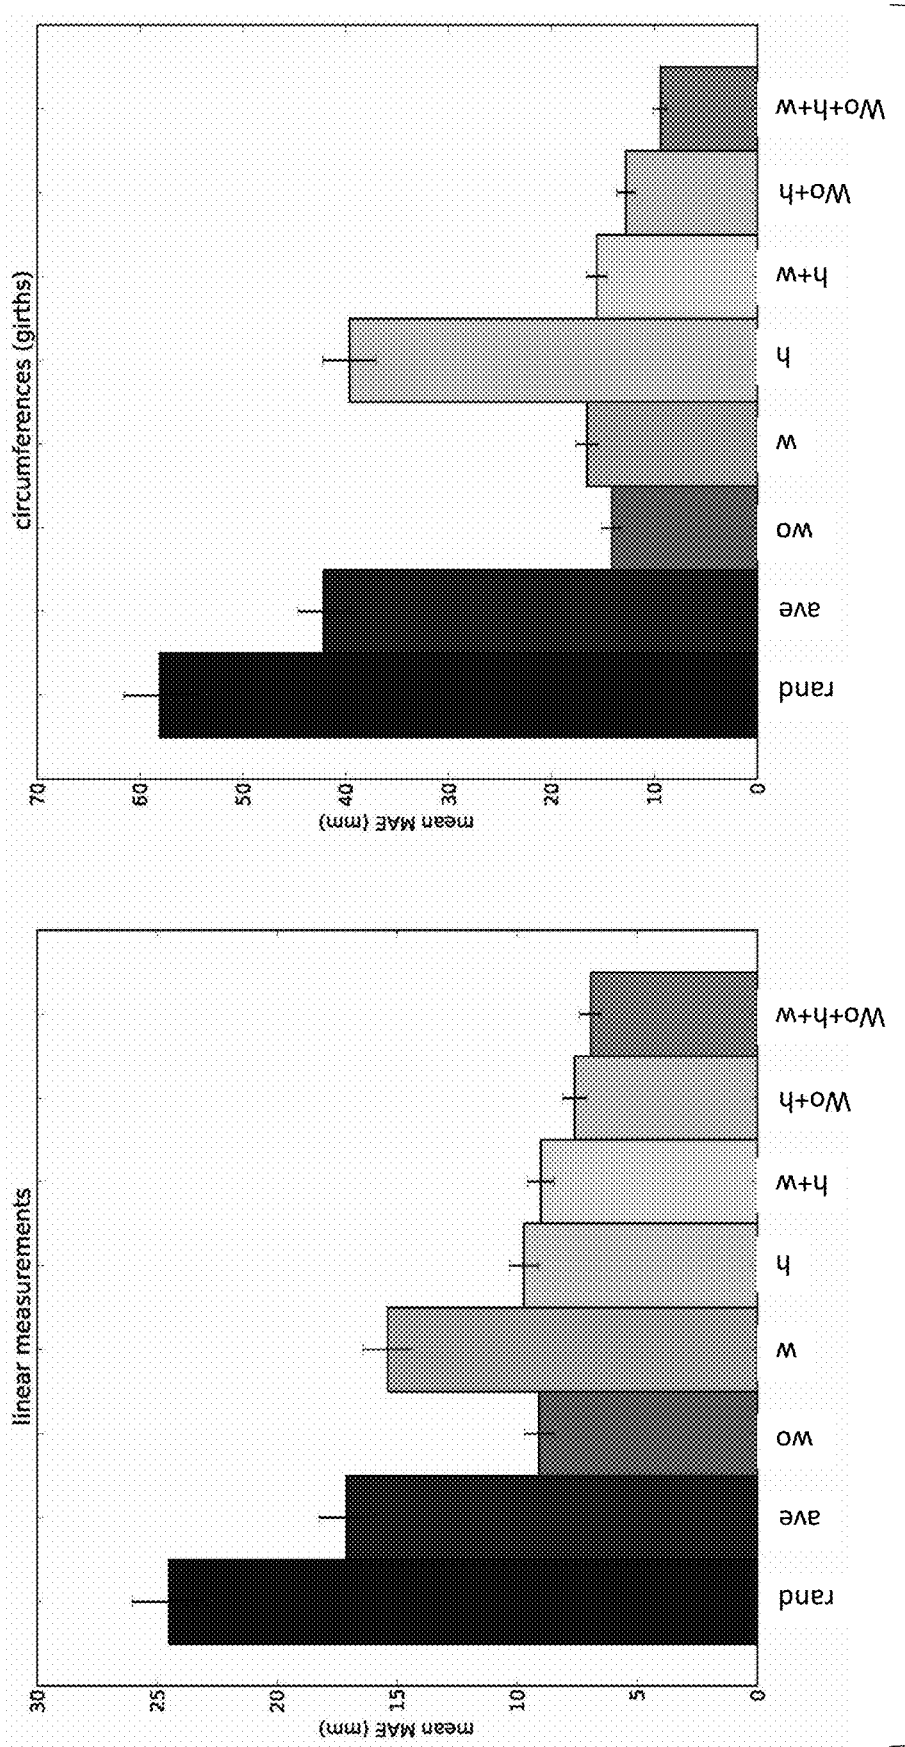 linear measurements
mean MAE (mm)
30
25
20
15
10
5
0
rand
ave
wo
w
h
h+w
Wo+h
Wo+h+w
circumferences (girths)
mean MAE (mm)
70
60
50
40
30
20
10
0
rand
ave
wo
w
h
h+w
Wo+h
Wo+h+w